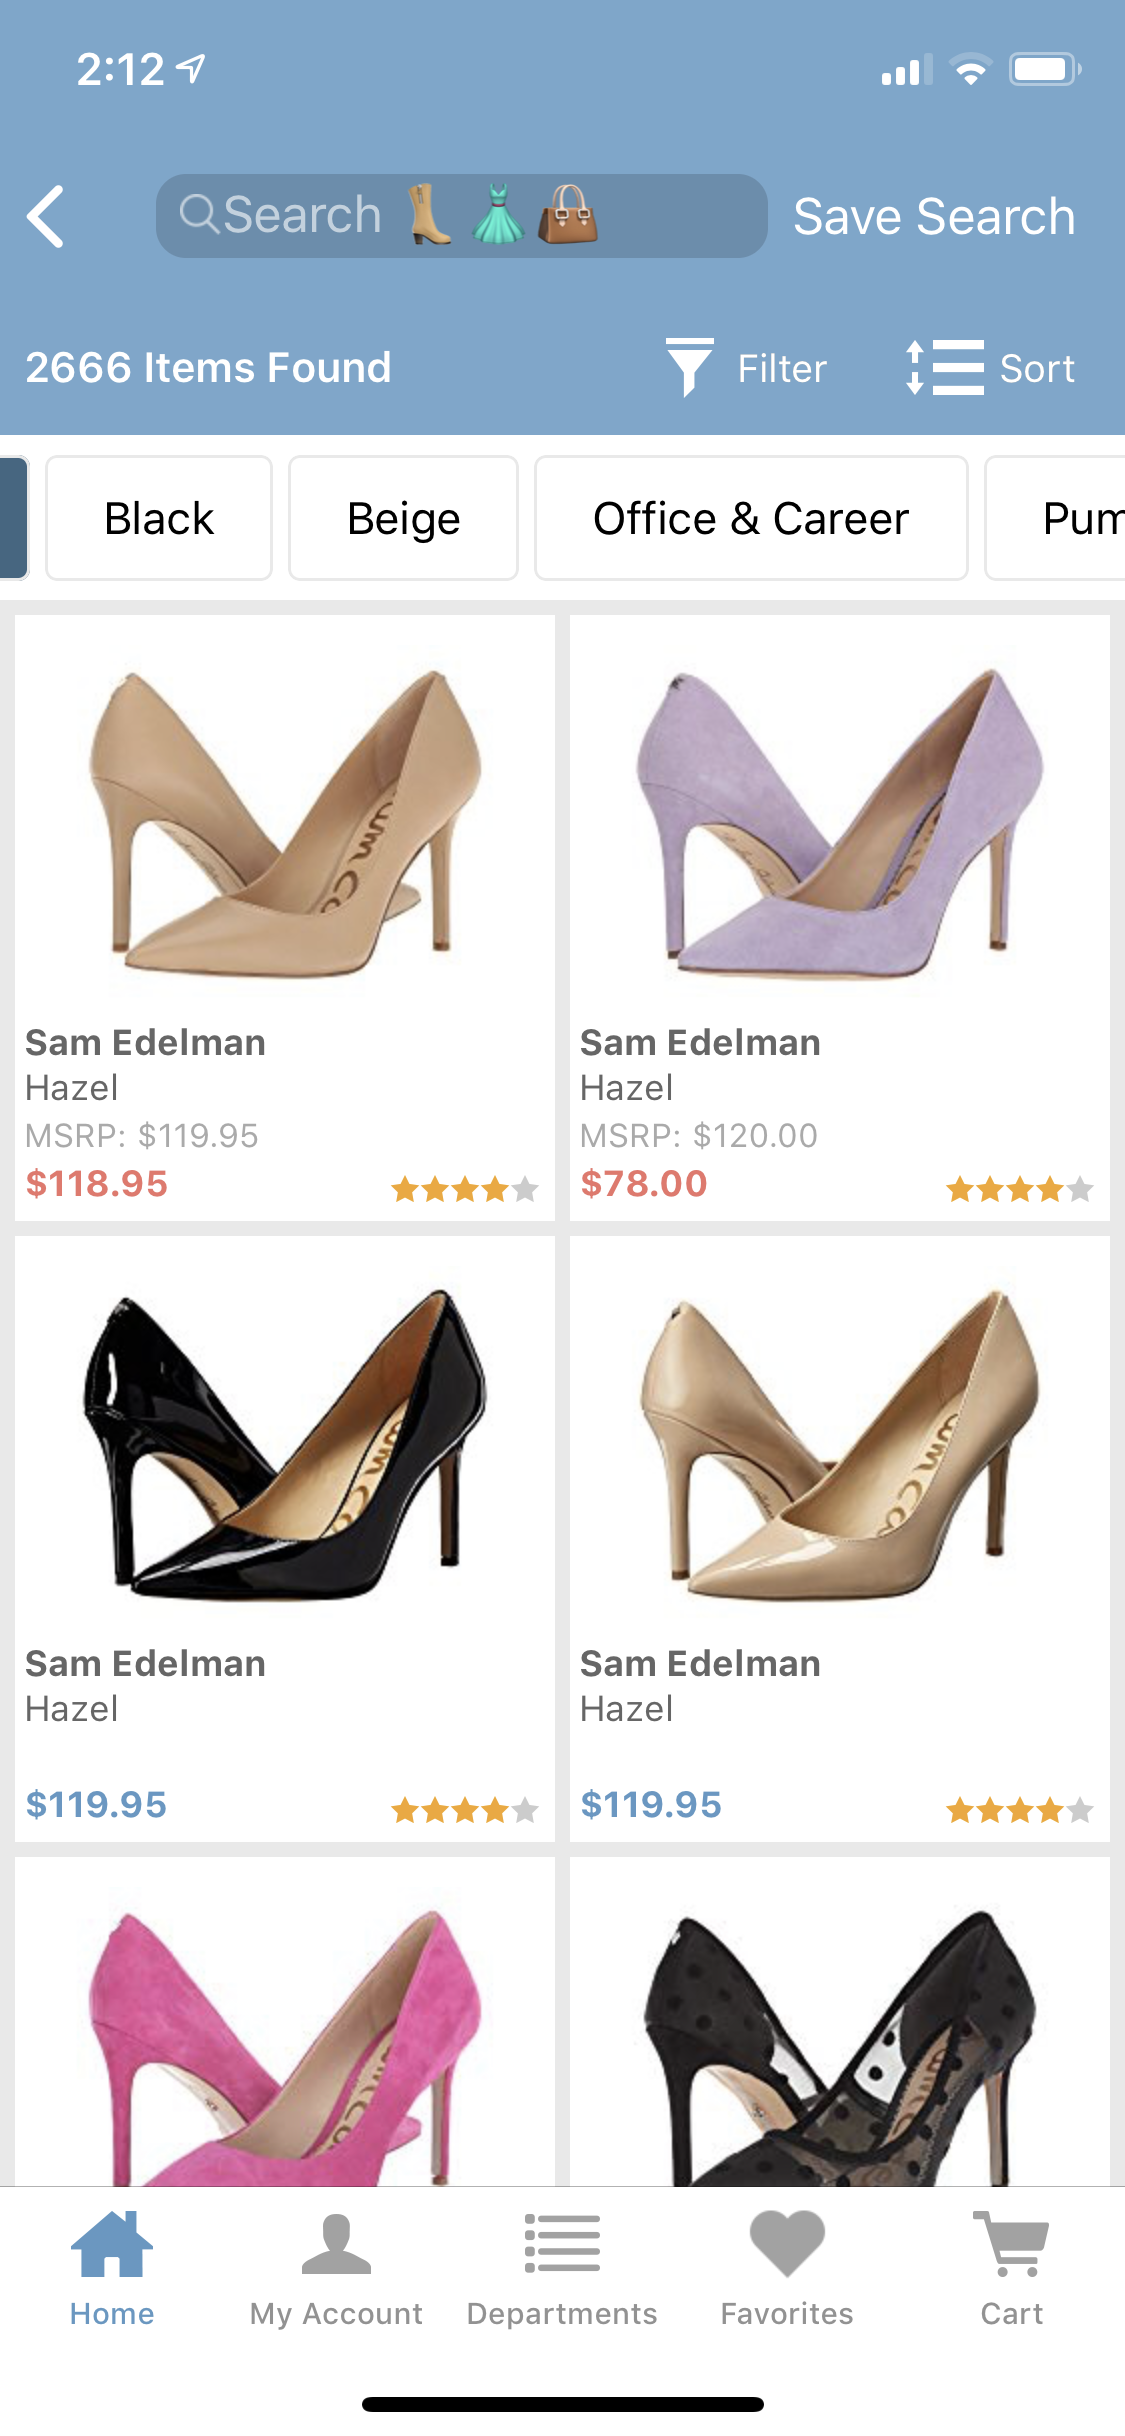 2:12
Search
Save Search
2666 Items Found
Filter
Sort
Black
Beige
Office & Career
Pum
Sam Edelman
Hazel
MSRP: $119.95
$118.95
Sam Edelman
Hazel
MSRP: $120.00
$78.00
Sam Edelman
Hazel
$119.95
Sam Edelman
Hazel
$119.95
Home
My Account
Departments
Favorites
Cart